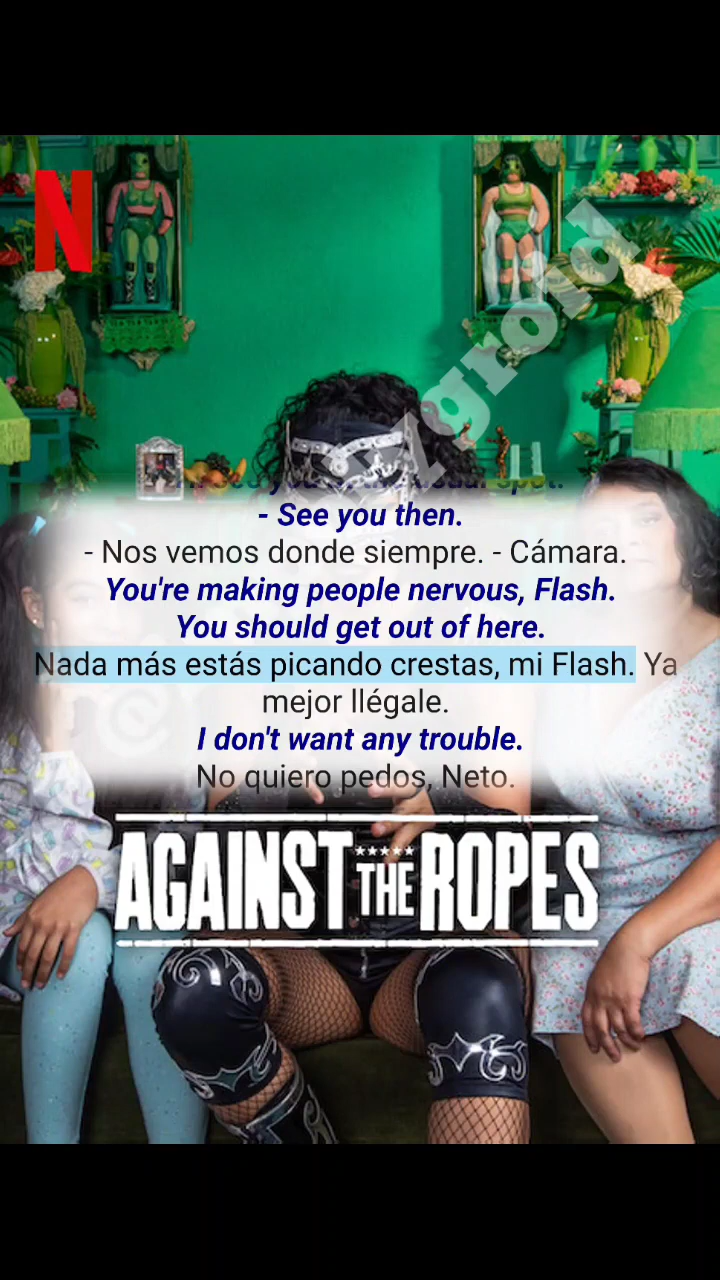 N
- See you then.
- Nos vemos donde siempre. - Cámara.
You're making people nervous, Flash.
You should get out of here.
Nada más estás picando crestas, mi Flash. Ya
mejor llégale.
I don't want any trouble.
No quiero pedos, Neto.
AGAINST THE ROPES